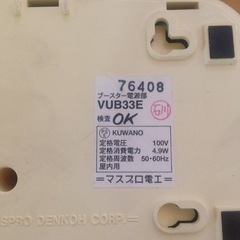 76408
ブースター電源部
VUB33E
石川
検査 OK
KUWANO
定格電圧 100V
定格消費電力 4.9W
定格周波数 50・60Hz
屋内用
=マスプロ電工=
SPRO DENKOH CORP.